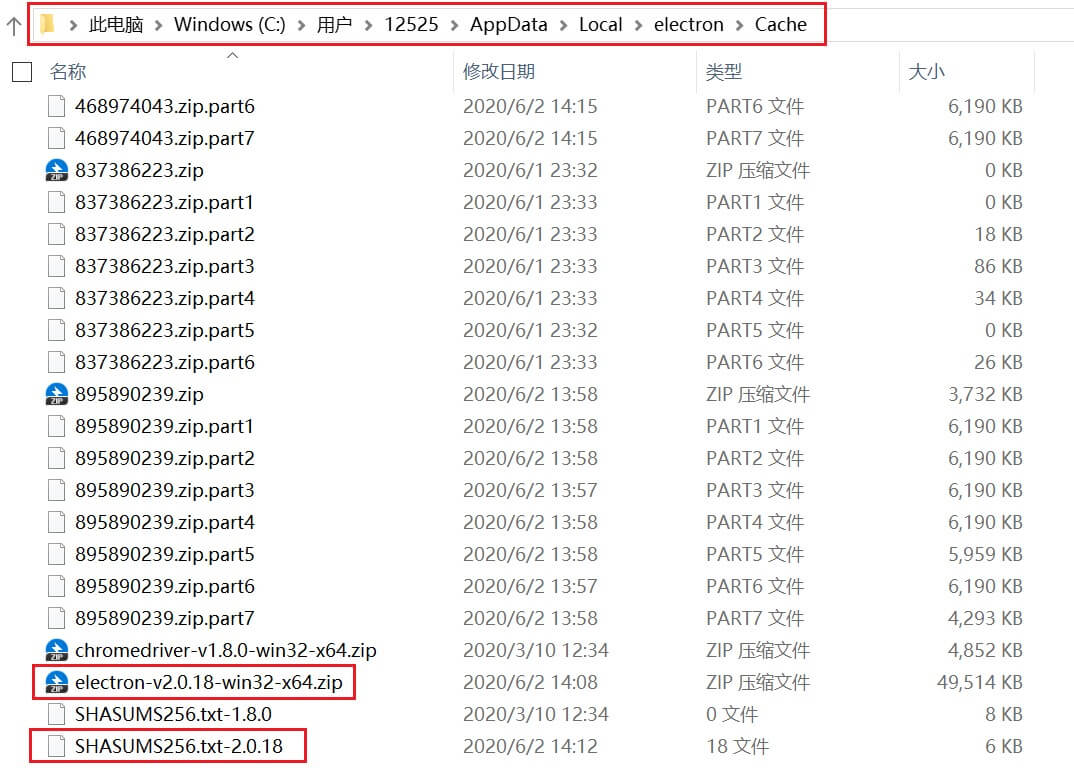 此电脑 > Windows (C:) > 用户 > 12525 > AppData > Local > electron > Cache
名称 修改日期 类型 大小
468974043.zip.part6 2020/6/2 14:15 PART6 文件 6,190 KB
468974043.zip.part7 2020/6/2 14:15 PART7 文件 6,190 KB
837386223.zip 2020/6/1 23:32 ZIP 压缩文件 0 KB
837386223.zip.part1 2020/6/1 23:33 PART1 文件 0 KB
837386223.zip.part2 2020/6/1 23:33 PART2 文件 18 KB
837386223.zip.part3 2020/6/1 23:33 PART3 文件 86 KB
837386223.zip.part4 2020/6/1 23:33 PART4 文件 34 KB
837386223.zip.part5 2020/6/1 23:32 PART5 文件 0 KB
837386223.zip.part6 2020/6/1 23:33 PART6 文件 26 KB
ZIP 895890239.zip 2020/6/2 13:58 ZIP 压缩文件 3,732 KB
895890239.zip.part1 2020/6/2 13:58 PART1 文件 6,190 KB
895890239.zip.part2 2020/6/2 13:58 PART2 文件 6,190 KB
895890239.zip.part3 2020/6/2 13:57 PART3 文件 6,190 KB
895890239.zip.part4 2020/6/2 13:58 PART4 文件 6,190 KB
895890239.zip.part5 2020/6/2 13:58 PART5 文件 5,959 KB
895890239.zip.part6 2020/6/2 13:57 PART6 文件 6,190 KB
895890239.zip.part7 2020/6/2 13:58 PART7 文件 4,293 KB
chromedriver-v1.8.0-win32-x64.zip 2020/3/10 12:34 ZIP 压缩文件 4,852 KB
electron-v2.0.18-win32-x64.zip 2020/6/2 14:08 ZIP 压缩文件 49,514 KB
SHASUMS256.txt-1.8.0 2020/3/10 12:34 0 文件 8 KB
SHASUMS256.txt-2.0.18 2020/6/2 14:12 18 文件 6 KB